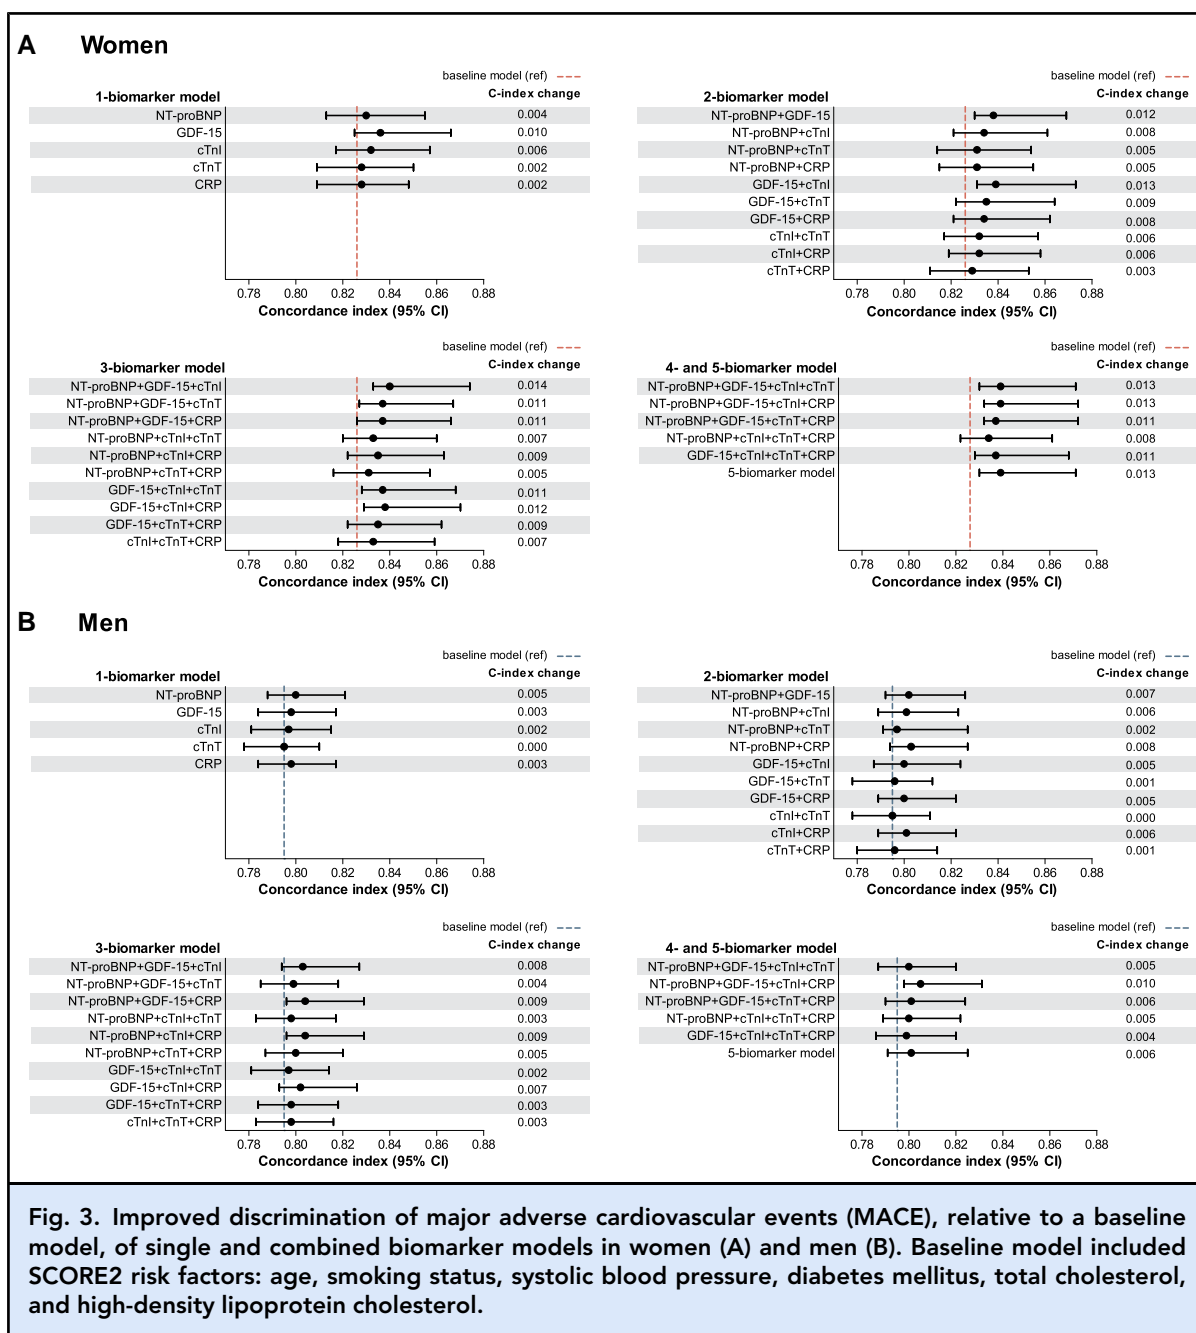 A Women
baseline model (ref)
1-biomarker model C-index change
NT-proBNP 0.004
GDF-15 0.010
cTnI 0.006
cTnT 0.002
CRP 0.002
0.78 0.80 0.82 0.84 0.86 0.88
Concordance index (95% CI)
baseline model (ref)
2-biomarker model C-index change
NT-proBNP+GDF-15 0.012
NT-proBNP+cTnI 0.008
NT-proBNP+cTnT 0.005
NT-proBNP+CRP 0.005
GDF-15+cTnI 0.013
GDF-15+cTnT 0.009
GDF-15+CRP 0.008
cTnI+cTnT 0.006
cTnI+CRP 0.006
cTnT+CRP 0.003
0.78 0.80 0.82 0.84 0.86 0.88
Concordance index (95% CI)
baseline model (ref)
3-biomarker model C-index change
NT-proBNP+GDF-15+cTnI 0.014
NT-proBNP+GDF-15+cTnT 0.011
NT-proBNP+GDF-15+CRP 0.011
NT-proBNP+cTnI+cTnT 0.007
NT-proBNP+cTnI+CRP 0.009
NT-proBNP+cTnT+CRP 0.005
GDF-15+cTnI+cTnT 0.011
GDF-15+cTnI+CRP 0.012
GDF-15+cTnT+CRP 0.009
cTnI+cTnT+CRP 0.007
0.78 0.80 0.82 0.84 0.86 0.88
Concordance index (95% CI)
baseline model (ref)
4- and 5-biomarker model C-index change
NT-proBNP+GDF-15+cTnI+cTnT 0.013
NT-proBNP+GDF-15+cTnI+CRP 0.013
NT-proBNP+GDF-15+cTnT+CRP 0.011
NT-proBNP+cTnI+cTnT+CRP 0.008
GDF-15+cTnI+cTnT+CRP 0.011
5-biomarker model 0.013
0.78 0.80 0.82 0.84 0.86 0.88
Concordance index (95% CI)
B Men
baseline model (ref)
1-biomarker model C-index change
NT-proBNP 0.005
GDF-15 0.003
cTnI 0.002
cTnT 0.000
CRP 0.003
0.78 0.80 0.82 0.84 0.86 0.88
Concordance index (95% CI)
baseline model (ref)
2-biomarker model C-index change
NT-proBNP+GDF-15 0.007
NT-proBNP+cTnI 0.006
NT-proBNP+cTnT 0.002
NT-proBNP+CRP 0.008
GDF-15+cTnI 0.005
GDF-15+cTnT 0.001
GDF-15+CRP 0.005
cTnI+cTnT 0.000
cTnI+CRP 0.006
cTnT+CRP 0.001
0.78 0.80 0.82 0.84 0.86 0.88
Concordance index (95% CI)
baseline model (ref)
3-biomarker model C-index change
NT-proBNP+GDF-15+cTnI 0.008
NT-proBNP+GDF-15+cTnT 0.004
NT-proBNP+GDF-15+CRP 0.009
NT-proBNP+cTnI+cTnT 0.003
NT-proBNP+cTnI+CRP 0.009
NT-proBNP+cTnT+CRP 0.005
GDF-15+cTnI+cTnT 0.002
GDF-15+cTnI+CRP 0.007
GDF-15+cTnT+CRP 0.003
cTnI+cTnT+CRP 0.003
0.78 0.80 0.82 0.84 0.86 0.88
Concordance index (95% CI)
baseline model (ref)
4- and 5-biomarker model C-index change
NT-proBNP+GDF-15+cTnI+cTnT 0.005
NT-proBNP+GDF-15+cTnI+CRP 0.010
NT-proBNP+GDF-15+cTnT+CRP 0.006
NT-proBNP+cTnI+cTnT+CRP 0.005
GDF-15+cTnI+cTnT+CRP 0.004
5-biomarker model 0.006
0.78 0.80 0.82 0.84 0.86 0.88
Concordance index (95% CI)
Fig. 3. Improved discrimination of major adverse cardiovascular events (MACE), relative to a baseline
model, of single and combined biomarker models in women (A) and men (B). Baseline model included
SCORE2 risk factors: age, smoking status, systolic blood pressure, diabetes mellitus, total cholesterol,
and high-density lipoprotein cholesterol.